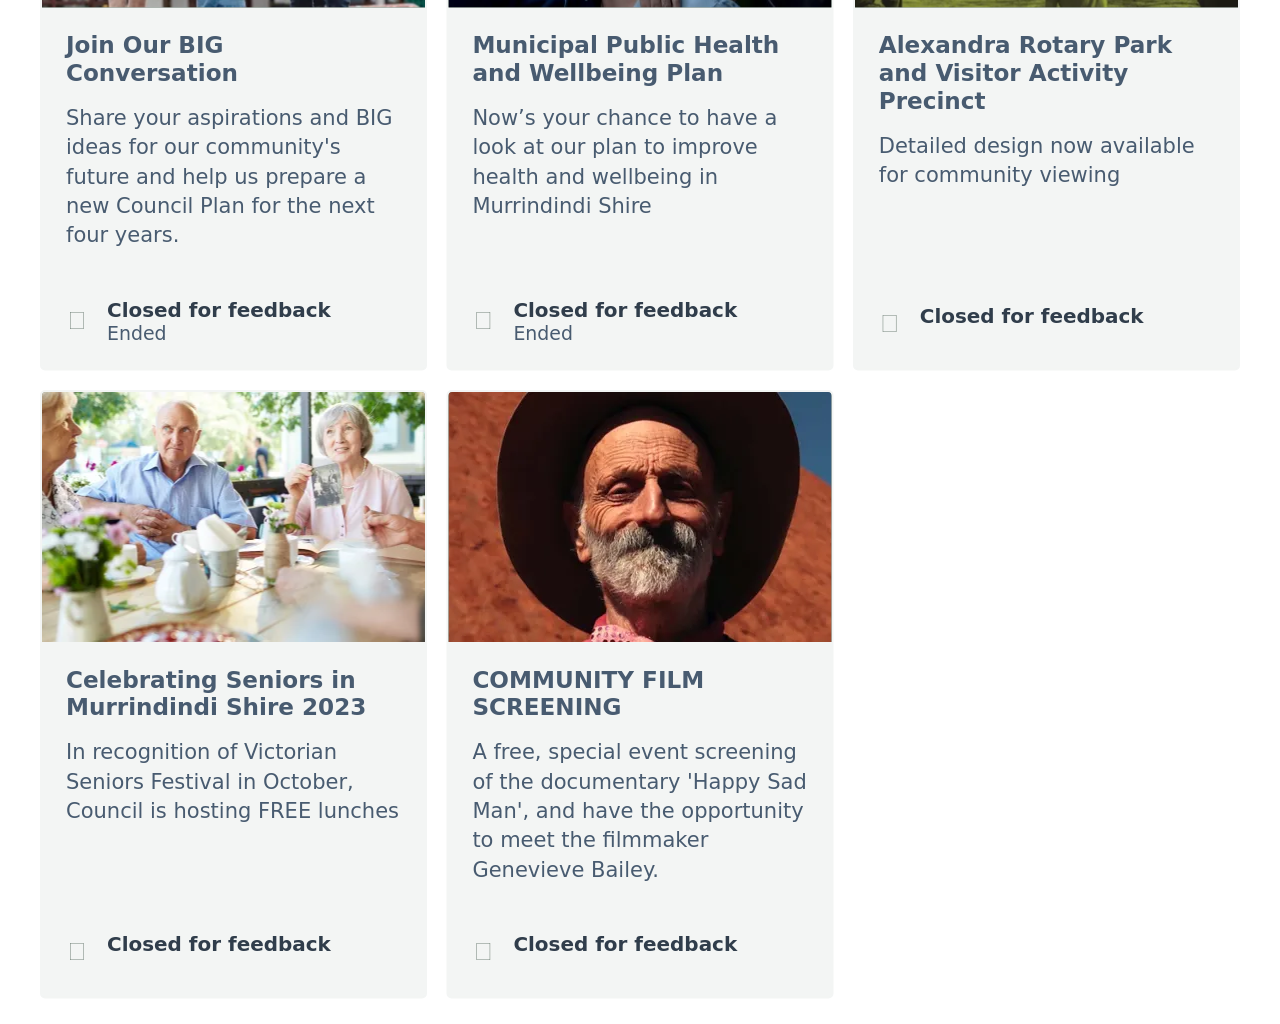 Join Our BIG
Conversation
Share your aspirations and BIG
ideas for our community's
future and help us prepare a
new Council Plan for the next
four years.
Closed for feedback
Ended
Municipal Public Health
and Wellbeing Plan
Now’s your chance to have a
look at our plan to improve
health and wellbeing in
Murrindindi Shire
Closed for feedback
Ended
Alexandra Rotary Park
and Visitor Activity
Precinct
Detailed design now available
for community viewing
Closed for feedback
Celebrating Seniors in
Murrindindi Shire 2023
In recognition of Victorian
Seniors Festival in October,
Council is hosting FREE lunches
Closed for feedback
COMMUNITY FILM
SCREENING
A free, special event screening
of the documentary 'Happy Sad
Man', and have the opportunity
to meet the filmmaker
Genevieve Bailey.
Closed for feedback